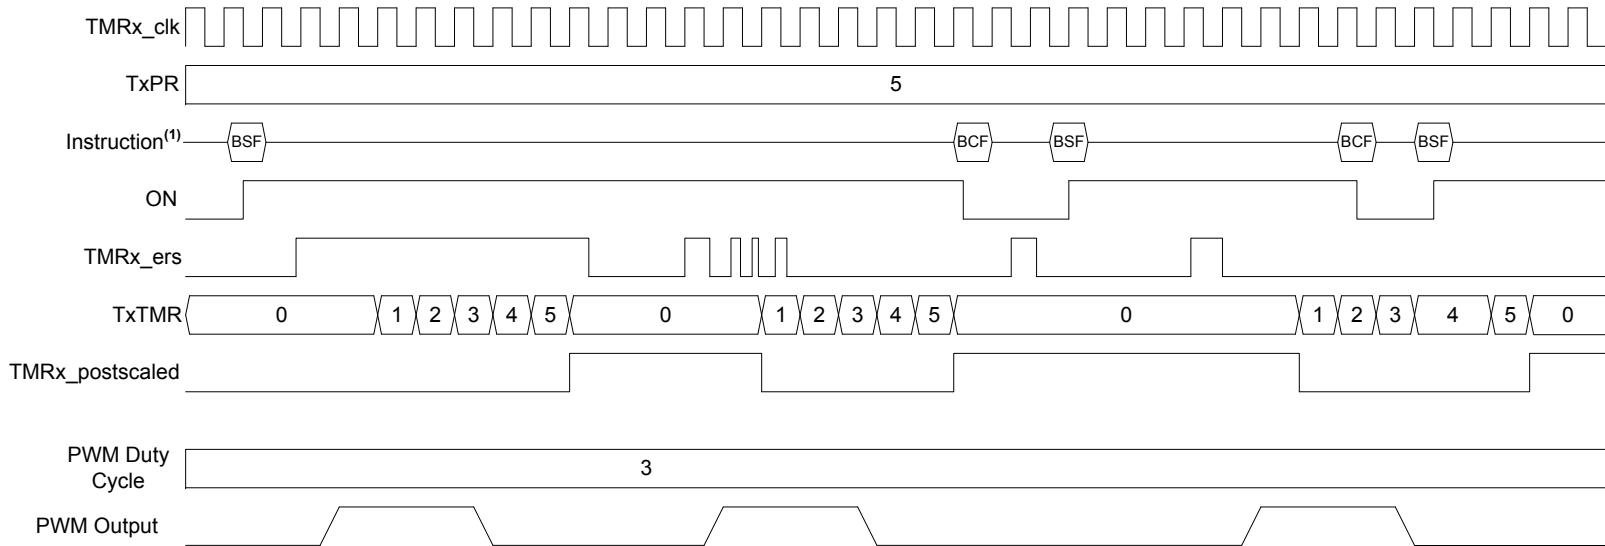 TMRx_clk
TxPR 5
Instruction(1) BSF BCF BSF BCF BSF
ON
TMRx_ers
TxTMR 0 1 2 3 4 5 0 1 2 3 4 5 0 1 2 3 4 5 0
TMRx_postscaled
PWM Duty
Cycle 3
PWM Output